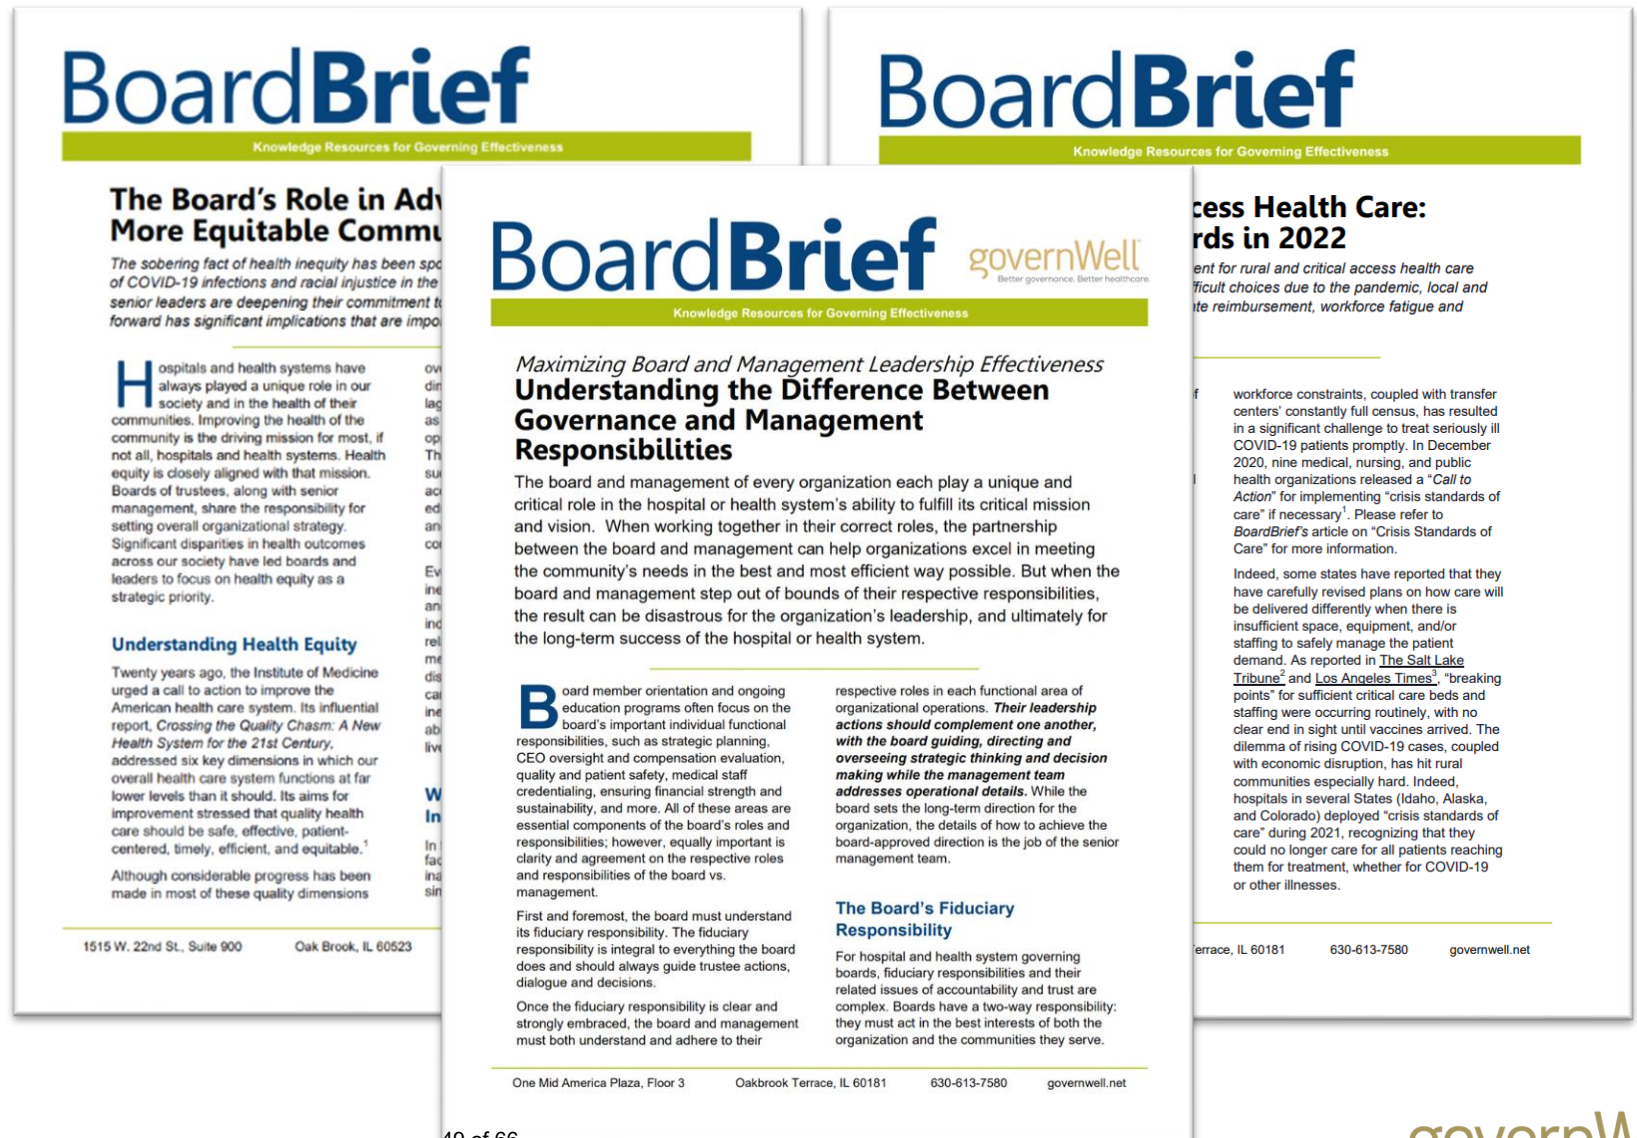 BoardBrief
Knowledge Resources for Governing Effectiveness
The Board's Role in
More Equitable
The sobering fact of health inequity has been
of COVID-19 infections and racial injustice in the
senior leaders are deepening their commitment
forward has significant implications that are
Hospitals and health systems have
always played a unique role in our
society and in the health of their
communities. Improving the health of the
community is the driving mission for most, if
not all, hospitals and health systems. Health
equity is closely aligned with that mission.
Boards of trustees, along with senior
management, share the responsibility for
setting overall organizational strategy.
Significant disparities in health outcomes
across our society have led boards and
leaders to focus on health equity as a
strategic priority.
Understanding Health Equity
Twenty years ago, the Institute of Medicine
urged a call to action to improve the
American health care system. Its influential
report, Crossing the Quality Chasm: A New
Health System for the 21st Century,
addressed six key dimensions in which our
overall health care system functions at far
lower levels than it should. Its aims for
improvement stressed that quality health
care should be safe, effective, patient-
centered, timely, efficient, and equitable.1
Although considerable progress has been
made in most of these quality dimensions
1515 W. 22nd St., Suite 900 Oak Brook, IL 60523
BoardBrief governWell
Better governance. Better healthcare.
Knowledge Resources for Governing Effectiveness
Maximizing Board and Management Leadership Effectiveness
Understanding the Difference Between
Governance and Management
Responsibilities
The board and management of every organization each play a unique and
critical role in the hospital or health system's ability to fulfill its critical mission
and vision. When working together in their correct roles, the partnership
between the board and management can help organizations excel in meeting
the community's needs in the best and most efficient way possible. But when the
board and management step out of bounds of their respective responsibilities,
the result can be disastrous for the organization's leadership, and ultimately for
the long-term success of the hospital or health system.
Board member orientation and ongoing
education programs often focus on the
board's important individual functional
responsibilities, such as strategic planning,
CEO oversight and compensation evaluation,
quality and patient safety, medical staff
credentialing, ensuring financial strength and
sustainability, and more. All of these areas are
essential components of the board's roles and
responsibilities; however, equally important is
clarity and agreement on the respective roles
and responsibilities of the board vs.
management.
First and foremost, the board must understand
its fiduciary responsibility. The fiduciary
responsibility is integral to everything the board
does and should always guide trustee actions,
dialogue and decisions.
Once the fiduciary responsibility is clear and
strongly embraced, the board and management
must both understand and adhere to their
respective roles in each functional area of
organizational operations. Their leadership
actions should complement one another,
with the board guiding, directing and
overseeing strategic thinking and decision
making while the management team
addresses operational details. While the
board sets the long-term direction for the
organization, the details of how to achieve the
board-approved direction is the job of the senior
management team.
The Board's Fiduciary
Responsibility
For hospital and health system governing
boards, fiduciary responsibilities and their
related issues of accountability and trust are
complex. Boards have a two-way responsibility:
they must act in the best interests of both the
organization and the communities they serve.
One Mid America Plaza, Floor 3 Oakbrook Terrace, IL 60181 630-613-7580 governwell.net
BoardBrief
Knowledge Resources for Governing Effectiveness
Health Care:
in 2022
for rural and critical access health care
choices due to the pandemic, local and
reimbursement, workforce fatigue and
workforce constraints, coupled with transfer
centers' constantly full census, has resulted
in a significant challenge to treat seriously ill
COVID-19 patients promptly. In December
2020, nine medical, nursing, and public
health organizations released a "Call to
Action" for implementing "crisis standards of
care" if necessary1. Please refer to
BoardBrief's article on "Crisis Standards of
Care" for more information.
Indeed, some states have reported that they
have carefully revised plans on how care will
be delivered differently when there is
insufficient space, equipment, and/or
staffing to safely manage the patient
demand. As reported in The Salt Lake
Tribune2 and Los Angeles Times3, "breaking
points" for sufficient critical care beds and
staffing were occurring routinely, with no
clear end in sight until vaccines arrived. The
dilemma of rising COVID-19 cases, coupled
with economic disruption, has hit rural
communities especially hard. Indeed,
hospitals in several States (Idaho, Alaska,
and Colorado) deployed "crisis standards of
care" during 2021, recognizing that they
could no longer care for all patients reaching
them for treatment, whether for COVID-19
or other illnesses.
IL 60181 630-613-7580 governwell.net
49 of 66